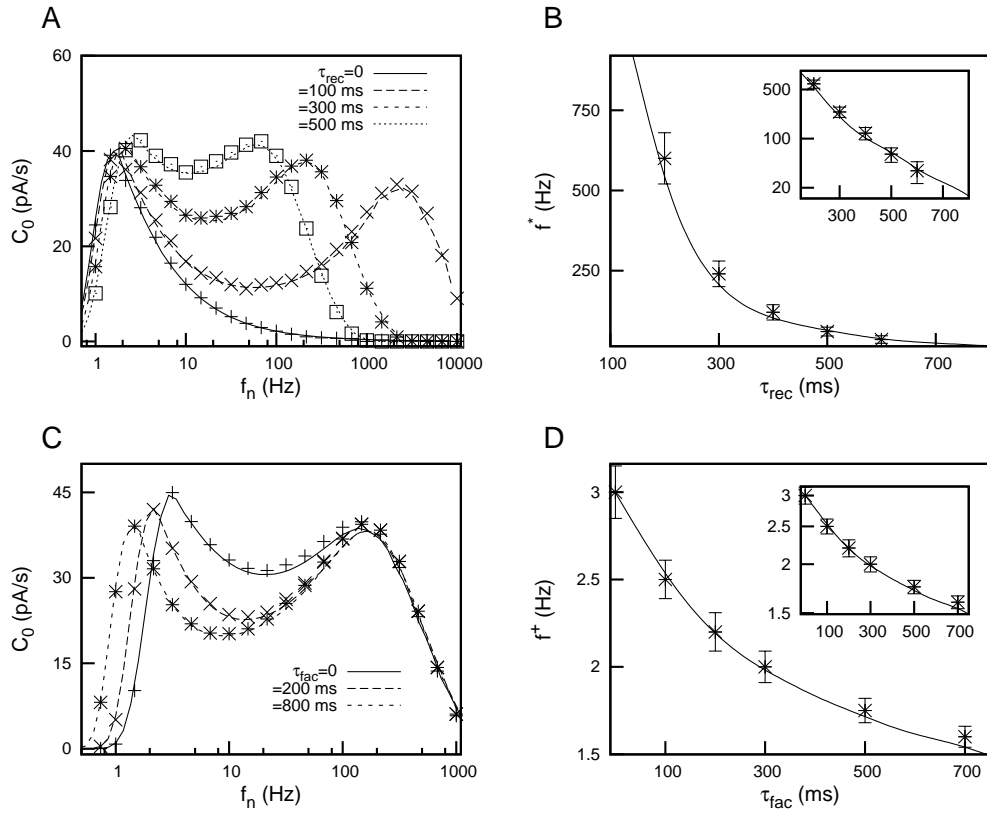 A
60
40
20
0
C0 (pA/s)
1
10
100
1000
10000
fn (Hz)
τrec=0
=100 ms
=300 ms
=500 ms
B
750
500
250
f* (Hz)
100
300
500
700
τrec (ms)
500
100
20
300
500
700
C
45
30
15
0
C0 (pA/s)
1
10
100
1000
fn (Hz)
τfac=0
=200 ms
=800 ms
D
3
2.5
2
1.5
f+ (Hz)
100
300
500
700
τfac (ms)
3
2.5
2
1.5
100
300
500
700